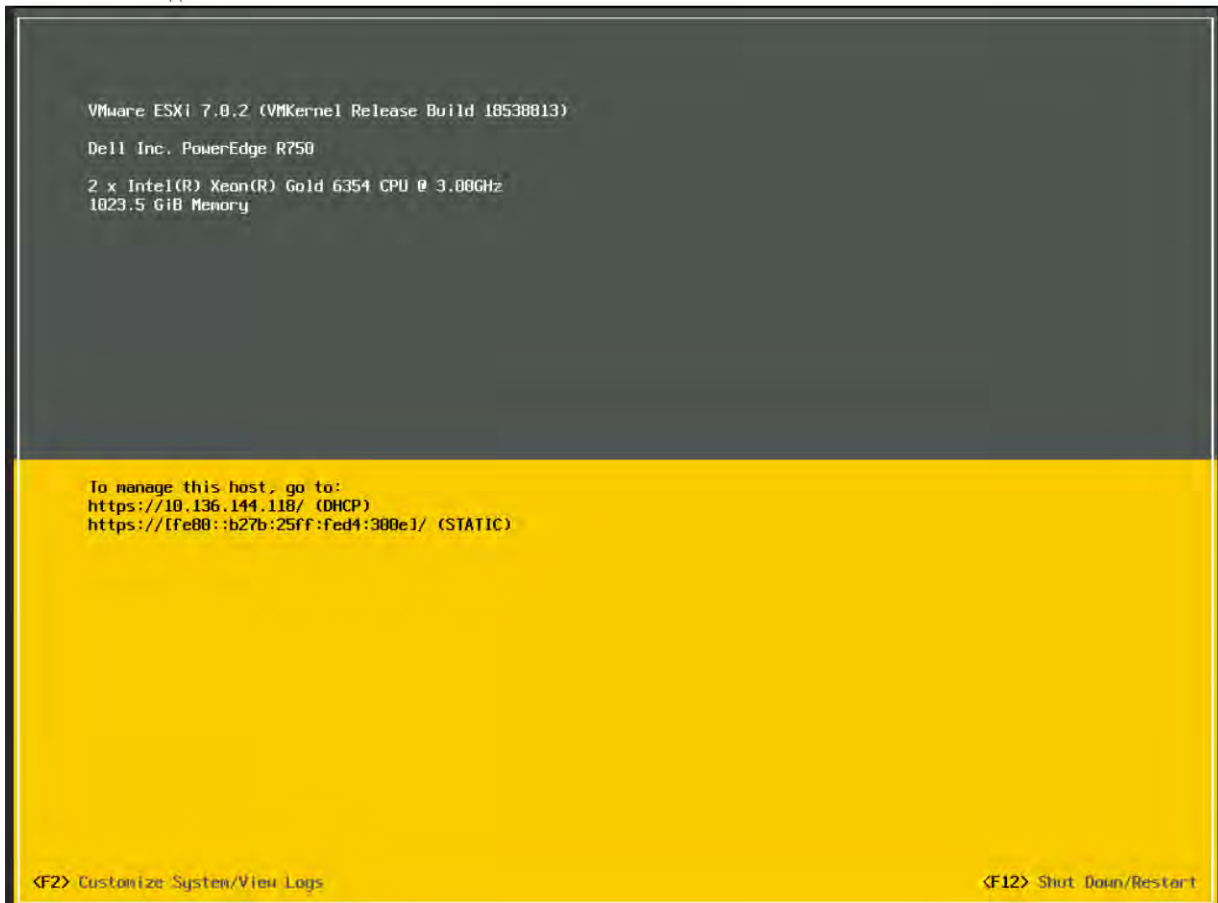 VMware ESXi 7.0.2 (VMKernel Release Build 18538813)
Dell Inc. PowerEdge R750
2 x Intel(R) Xeon(R) Gold 6354 CPU @ 3.00GHz
1023.5 GiB Memory
To manage this host, go to:
https://10.136.144.118/ (DHCP)
https://[fe80::b27b:25ff:fed4:300e]/ (STATIC)
<F2> Customize System/View Logs
<F12> Shut Down/Restart